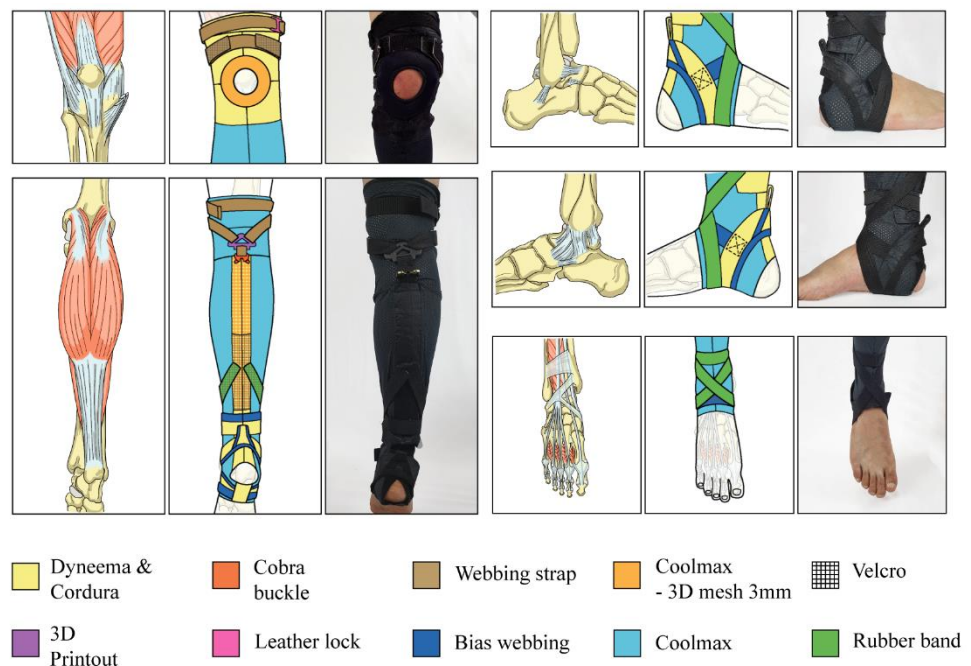 Dyneema &
Cordura
Cobra
buckle
Webbing strap
Coolmax
- 3D mesh 3mm
Velcro
3D
Printout
Leather lock
Bias webbing
Coolmax
Rubber band